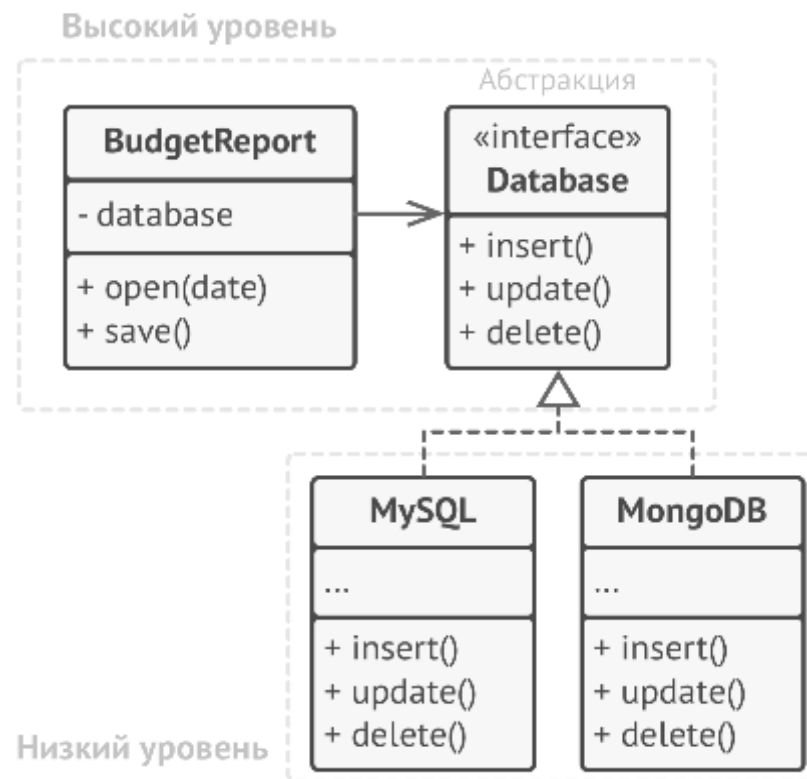 Высокий уровень
Абстракция
BudgetReport
- database
+ open(date)
+ save()
«interface»
Database
+ insert()
+ update()
+ delete()
MySQL
...
+ insert()
+ update()
+ delete()
MongoDB
...
+ insert()
+ update()
+ delete()
Низкий уровень